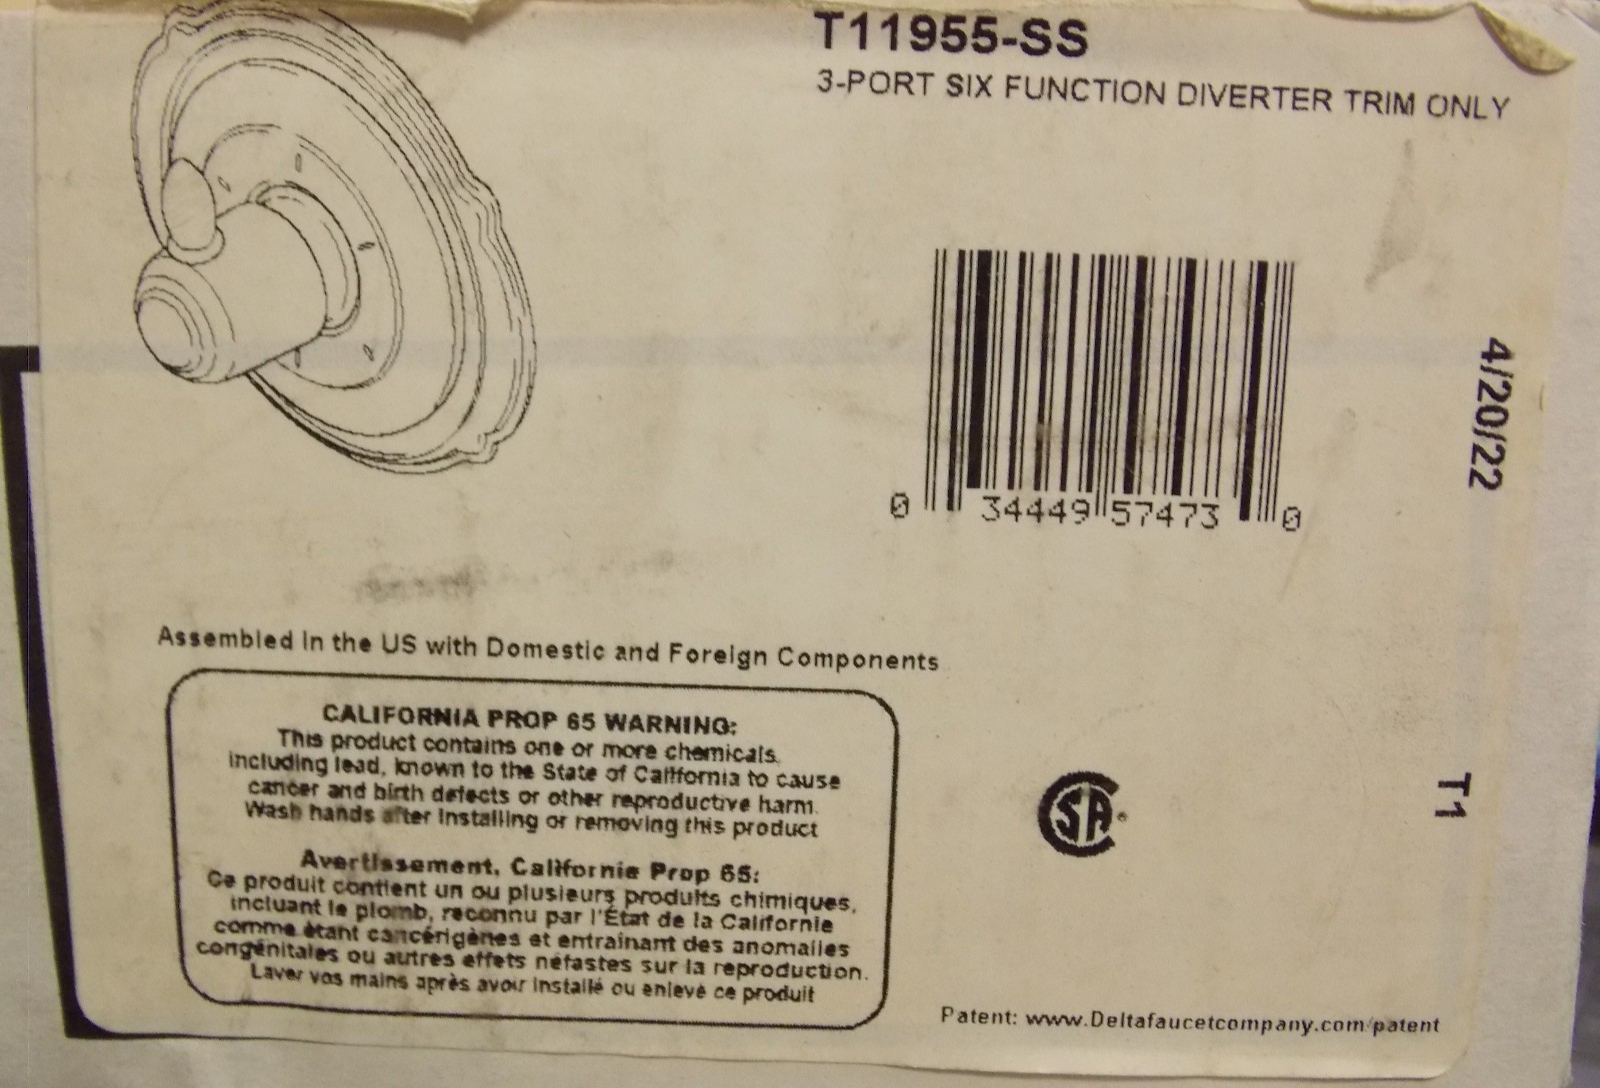 T11955-SS
3-PORT SIX FUNCTION DIVERTER TRIM ONLY
0 34449 57473 0
4/20/22
Assembled in the US with Domestic and Foreign Components
CALIFORNIA PROP 65 WARNING:
This product contains one or more chemicals,
including lead, known to the State of California to cause
cancer and birth defects or other reproductive harm.
Wash hands after installing or removing this product
Avertissement, Californie Prop 65:
Ce produit contient un ou plusieurs produits chimiques,
incluant le plomb, reconnu par l'État de la Californie
comme étant cancérigènes et entraînant des anomalies
congénitales ou autres effets néfastes sur la reproduction.
Laver vos mains après avoir installé ou enlevé ce produit
CSA
T1
Patent: www.Deltafaucetcompany.com/patent